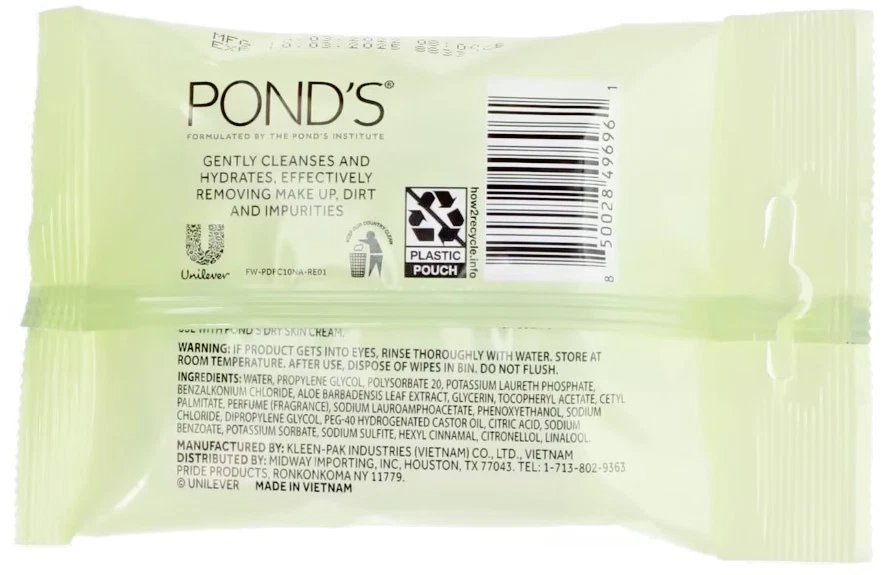 POND'S®
FORMULATED BY THE POND'S INSTITUTE
GENTLY CLEANSES AND
HYDRATES, EFFECTIVELY
REMOVING MAKE UP, DIRT
AND IMPURITIES
Unilever
FW-PDFC10NA-RE01
KEEP OUR COUNTRY CLEAN
PLASTIC
POUCH
how2recycle.info
8 50028 49696 1
USE WITH POND'S DRY SKIN CREAM.
WARNING: IF PRODUCT GETS INTO EYES, RINSE THOROUGHLY WITH WATER. STORE AT
ROOM TEMPERATURE. AFTER USE, DISPOSE OF WIPES IN BIN. DO NOT FLUSH.
INGREDIENTS: WATER, PROPYLENE GLYCOL, POLYSORBATE 20, POTASSIUM LAURETH PHOSPHATE,
BENZALKONIUM CHLORIDE, ALOE BARBADENSIS LEAF EXTRACT, GLYCERIN, TOCOPHERYL ACETATE, CETYL
PALMITATE, PERFUME (FRAGRANCE), SODIUM LAUROAMPHOACETATE, PHENOXYETHANOL, SODIUM
CHLORIDE, DIPROPYLENE GLYCOL, PEG-40 HYDROGENATED CASTOR OIL, CITRIC ACID, SODIUM
BENZOATE, POTASSIUM SORBATE, SODIUM SULFITE, HEXYL CINNAMAL, CITRONELLOL, LINALOOL.
MANUFACTURED BY: KLEEN-PAK INDUSTRIES (VIETNAM) CO., LTD., VIETNAM
DISTRIBUTED BY: MIDWAY IMPORTING, INC, HOUSTON, TX 77043. TEL: 1-713-802-9363
PRIDE PRODUCTS, RONKONKOMA NY 11779.
© UNILEVER MADE IN VIETNAM